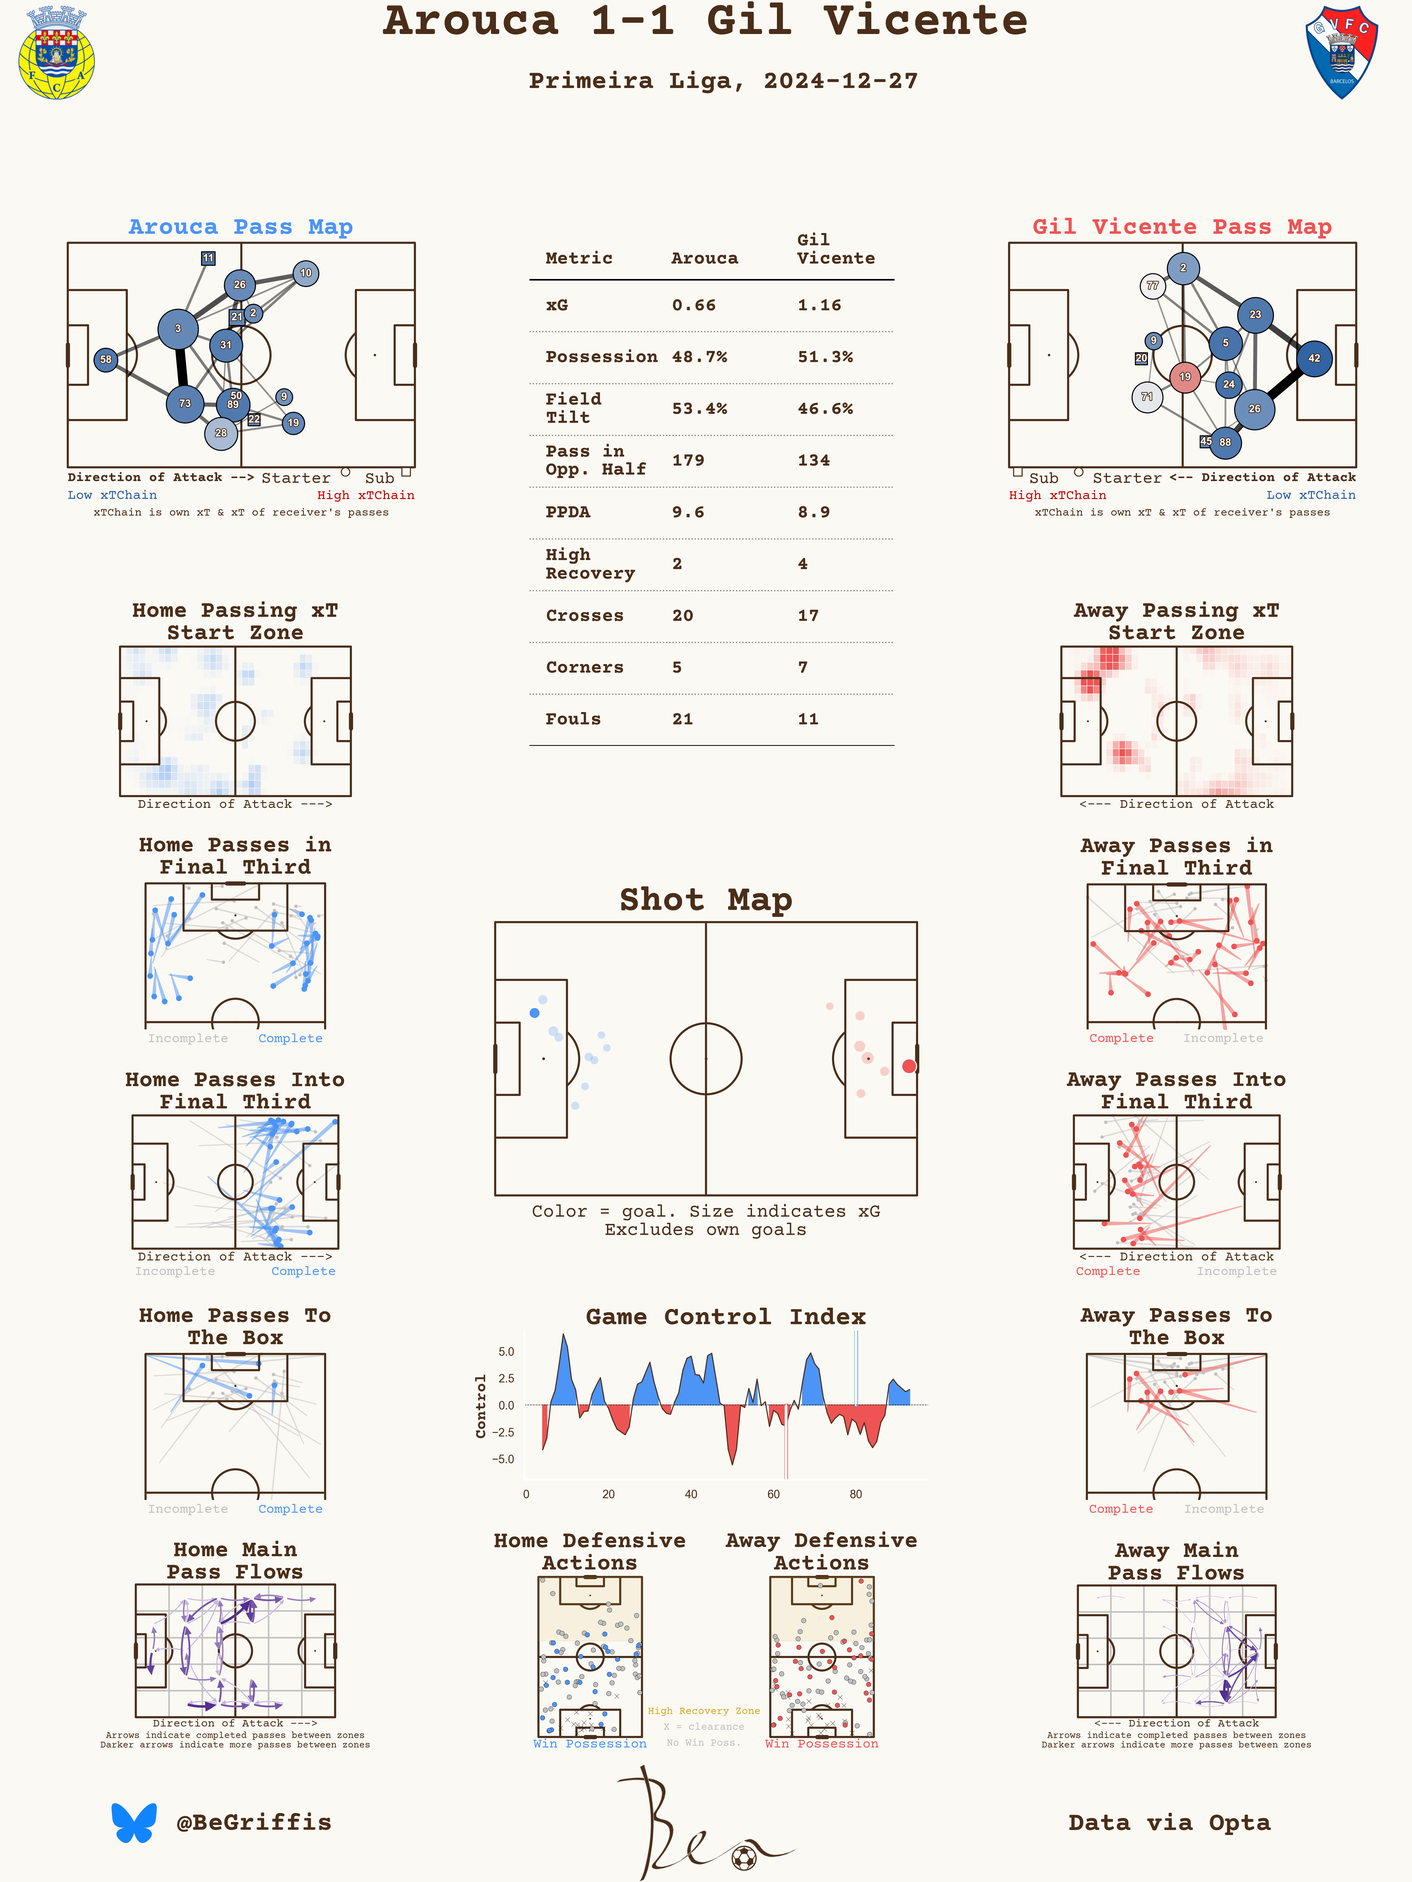 Arouca 1-1 Gil Vicente
Primeira Liga, 2024-12-27
F A
C
G V F C
BARCELOS
Arouca Pass Map
11
10
26
21
2
3
31
58
50
9
73
89
22
19
28
Direction of Attack --> Starter Sub
Low xTChain High xTChain
xTChain is own xT & xT of receiver's passes
Metric Arouca Gil Vicente
xG 0.66 1.16
Possession 48.7% 51.3%
Field Tilt 53.4% 46.6%
Pass in Opp. Half 179 134
PPDA 9.6 8.9
High Recovery 2 4
Crosses 20 17
Corners 5 7
Fouls 21 11
Gil Vicente Pass Map
2
77
23
9
5
20
42
19
24
71
26
45
88
Sub Starter <-- Direction of Attack
High xTChain Low xTChain
xTChain is own xT & xT of receiver's passes
Home Passing xT
Start Zone
Direction of Attack --->
Away Passing xT
Start Zone
<--- Direction of Attack
Home Passes in
Final Third
Incomplete Complete
Away Passes in
Final Third
Complete Incomplete
Shot Map
Color = goal. Size indicates xG
Excludes own goals
Home Passes Into
Final Third
Direction of Attack --->
Incomplete Complete
Away Passes Into
Final Third
<--- Direction of Attack
Complete Incomplete
Home Passes To
The Box
Incomplete Complete
Game Control Index
Control
5.0
2.5
0.0
−2.5
−5.0
0 20 40 60 80
Away Passes To
The Box
Complete Incomplete
Home Main
Pass Flows
Direction of Attack --->
Arrows indicate completed passes between zones
Darker arrows indicate more passes between zones
Home Defensive
Actions
Win Possession
High Recovery Zone
X = clearance
No Win Poss.
Away Defensive
Actions
Win Possession
Away Main
Pass Flows
<--- Direction of Attack
Arrows indicate completed passes between zones
Darker arrows indicate more passes between zones
@BeGriffis
Ben
Data via Opta